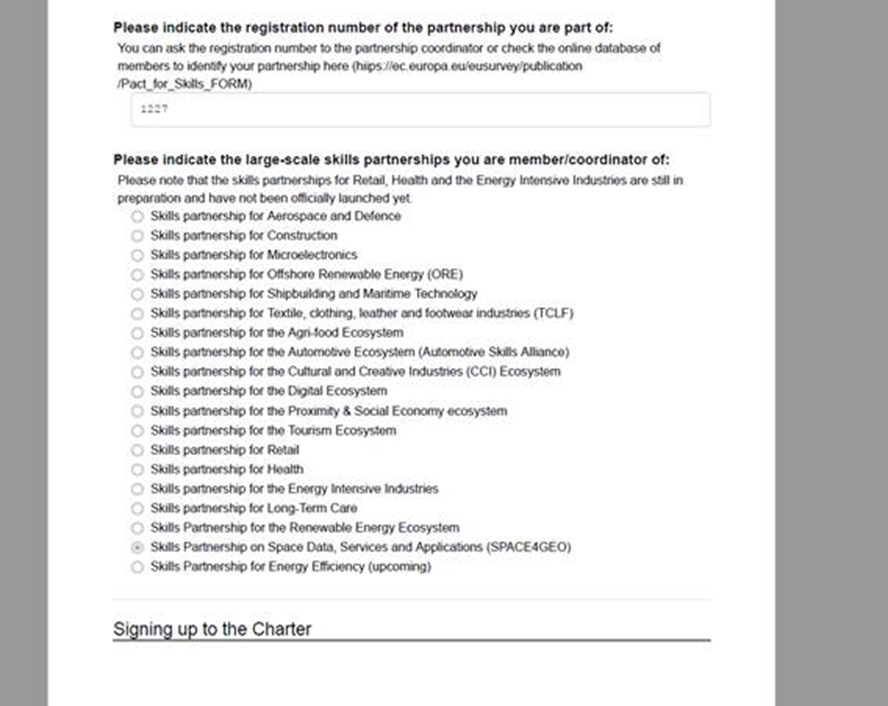 Please indicate the registration number of the partnership you are part of:
You can ask the registration number to the partnership coordinator or check the online database of
members to identify your partnership here (https://ec.europa.eu/eusurvey/publication
/Pact_for_Skills_FORM)
1227
Please indicate the large-scale skills partnerships you are member/coordinator of:
Please note that the skills partnerships for Retail, Health and the Energy Intensive Industries are still in
preparation and have not been officially launched yet.
Skills partnership for Aerospace and Defence
Skills partnership for Construction
Skills partnership for Microelectronics
Skills partnership for Offshore Renewable Energy (ORE)
Skills partnership for Shipbuilding and Maritime Technology
Skills partnership for Textile, clothing, leather and footwear industries (TCLF)
Skills partnership for the Agri-food Ecosystem
Skills partnership for the Automotive Ecosystem (Automotive Skills Alliance)
Skills partnership for the Cultural and Creative Industries (CCI) Ecosystem
Skills partnership for the Digital Ecosystem
Skills partnership for the Proximity & Social Economy ecosystem
Skills partnership for the Tourism Ecosystem
Skills partnership for Retail
Skills partnership for Health
Skills partnership for the Energy Intensive Industries
Skills partnership for Long-Term Care
Skills Partnership for the Renewable Energy Ecosystem
Skills Partnership on Space Data, Services and Applications (SPACE4GEO)
Skills Partnership for Energy Efficiency (upcoming)
Signing up to the Charter